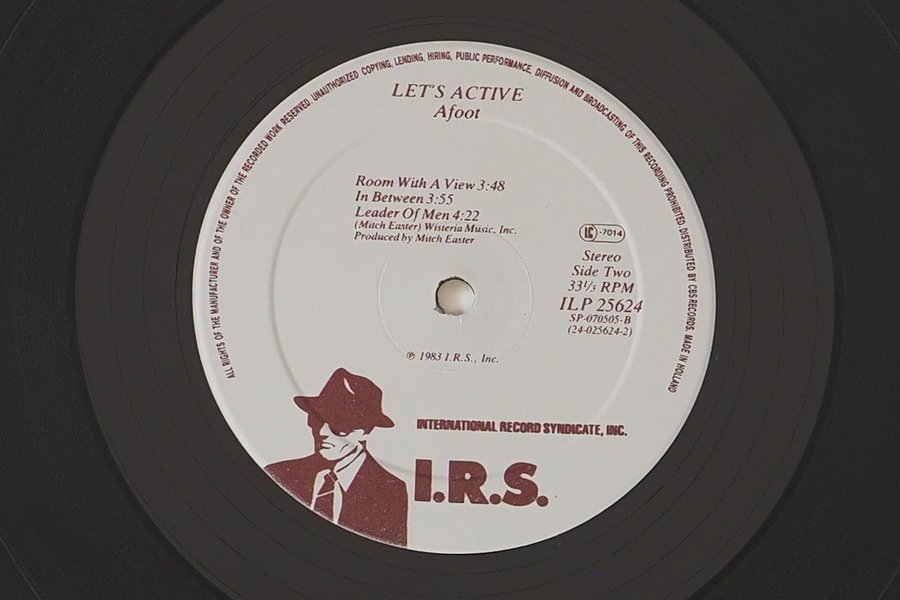 ALL RIGHTS OF THE MANUFACTURER AND OF THE OWNER OF THE RECORDED WORK RESERVED. UNAUTHORIZED COPYING, LENDING, HIRING, PUBLIC PERFORMANCE, DIFFUSION AND BROADCASTING OF THIS RECORDING PROHIBITED. DISTRIBUTED BY CBS RECORDS. MADE IN HOLLAND
LET'S ACTIVE
Afoot
Room With A View 3:48
In Between 3:55
Leader Of Men 4:22
(Mitch Easter) Wisteria Music, Inc.
Produced by Mitch Easter
LC -7014
Stereo
Side Two
33⅓ RPM
ILP 25624
SP-070505-B
(24-025624-2)
℗ 1983 I.R.S., Inc.
INTERNATIONAL RECORD SYNDICATE, INC.
I.R.S.